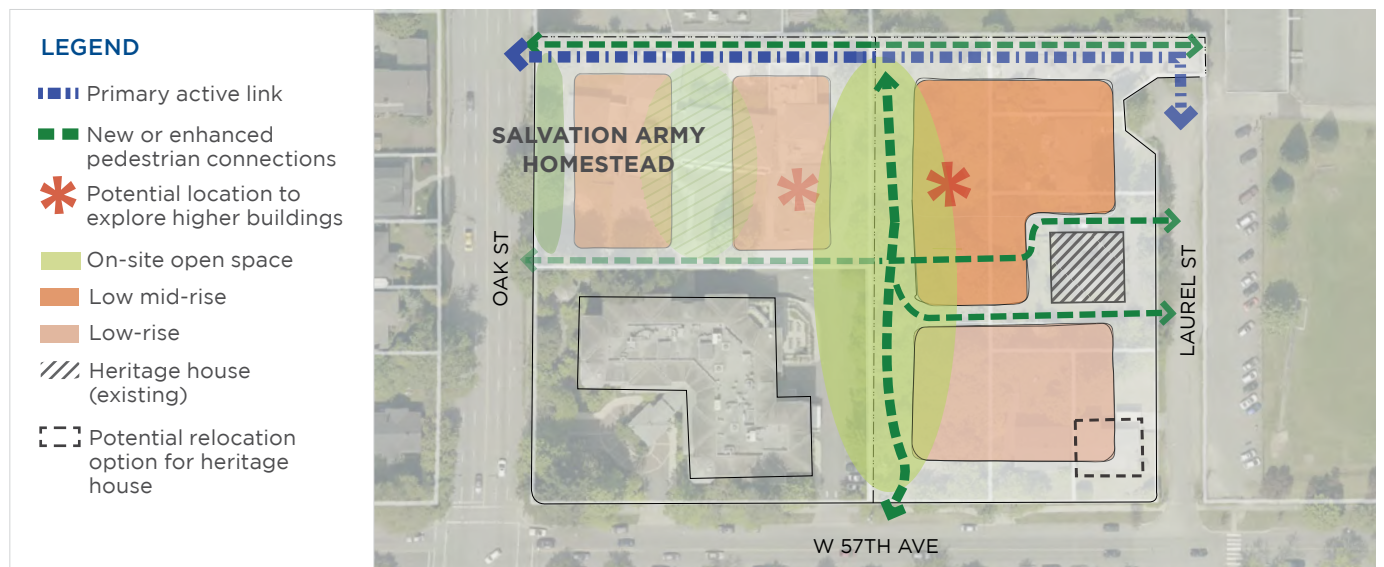 LEGEND
Primary active link
New or enhanced
pedestrian connections
Potential location to
explore higher buildings
On-site open space
Low mid-rise
Low-rise
Heritage house
(existing)
Potential relocation
option for heritage
house
SALVATION ARMY
HOMESTEAD
OAK ST
LAUREL ST
W 57TH AVE